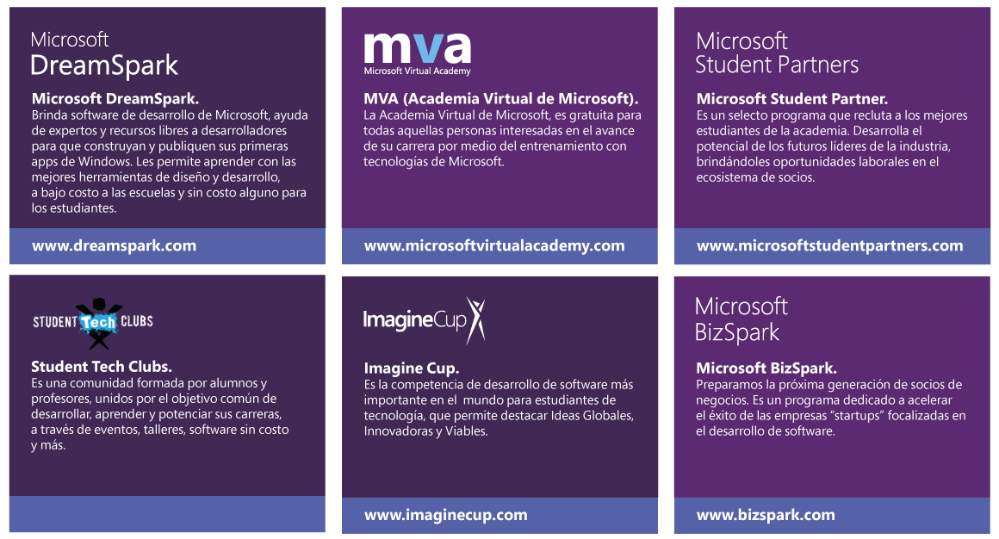 Microsoft
DreamSpark
Microsoft DreamSpark.
Brinda software de desarrollo de Microsoft, ayuda
de expertos y recursos libres a desarrolladores
para que construyan y publiquen sus primeras
apps de Windows. Les permite aprender con las
mejores herramientas de diseño y desarrollo,
a bajo costo a las escuelas y sin costo alguno para
los estudiantes.
www.dreamspark.com
mva
Microsoft Virtual Academy
MVA (Academia Virtual de Microsoft).
La Academia Virtual de Microsoft, es gratuita para
todas aquellas personas interesadas en el avance
de su carrera por medio del entrenamiento con
tecnologías de Microsoft.
www.microsoftvirtualacademy.com
Microsoft
Student Partners
Microsoft Student Partner.
Es un selecto programa que recluta a los mejores
estudiantes de la academia. Desarrolla el
potencial de los futuros líderes de la industria,
brindándoles oportunidades laborales en el
ecosistema de socios.
www.microsoftstudentpartners.com
STUDENT Tech CLUBS
Student Tech Clubs.
Es una comunidad formada por alumnos y
profesores, unidos por el objetivo común de
desarrollar, aprender y potenciar sus carreras,
a través de eventos, talleres, software sin costo
y más.
ImagineCup
Imagine Cup.
Es la competencia de desarrollo de software más
importante en el mundo para estudiantes de
tecnología, que permite destacar Ideas Globales,
Innovadoras y Viables.
www.imaginecup.com
Microsoft
BizSpark
Microsoft BizSpark.
Preparamos la próxima generación de socios de
negocios. Es un programa dedicado a acelerar
el éxito de las empresas “startups” focalizadas en
el desarrollo de software.
www.bizspark.com